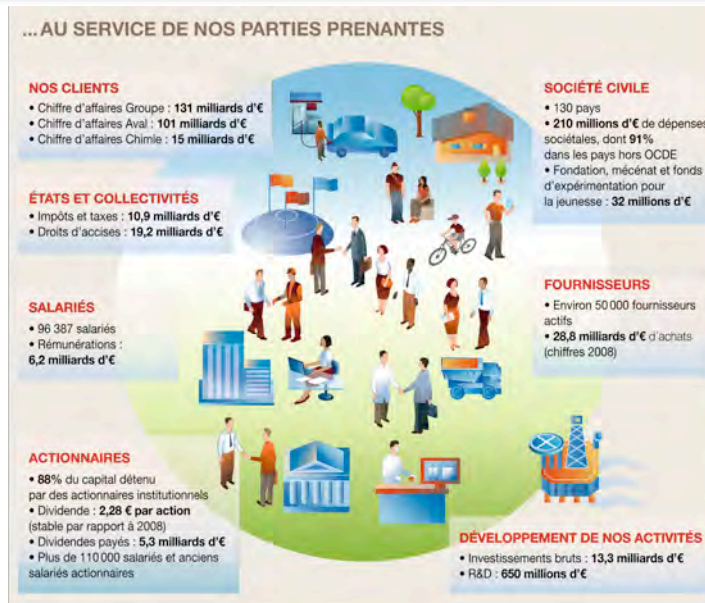 ...AU SERVICE DE NOS PARTIES PRENANTES
NOS CLIENTS
• Chiffre d'affaires Groupe : 131 milliards d'€
• Chiffre d'affaires Aval : 101 milliards d'€
• Chiffre d'affaires Chimie : 15 milliards d'€
ÉTATS ET COLLECTIVITÉS
• Impôts et taxes : 10,9 milliards d'€
• Droits d'accises : 19,2 milliards d'€
SALARIÉS
• 96 387 salariés
• Rémunérations :
6,2 milliards d'€
ACTIONNAIRES
• 88% du capital détenu
par des actionnaires institutionnels
• Dividende : 2,28 € par action
(stable par rapport à 2008)
• Dividendes payés : 5,3 milliards d'€
• Plus de 110 000 salariés et anciens
salariés actionnaires
SOCIÉTÉ CIVILE
• 130 pays
• 210 millions d'€ de dépenses
sociétales, dont 91%
dans les pays hors OCDE
• Fondation, mécénat et fonds
d'expérimentation pour
la jeunesse : 32 millions d'€
FOURNISSEURS
• Environ 50 000 fournisseurs
actifs
• 28,8 milliards d'€ d'achats
(chiffres 2008)
DÉVELOPPEMENT DE NOS ACTIVITÉS
• Investissements bruts : 13,3 milliards d'€
• R&D : 650 millions d'€